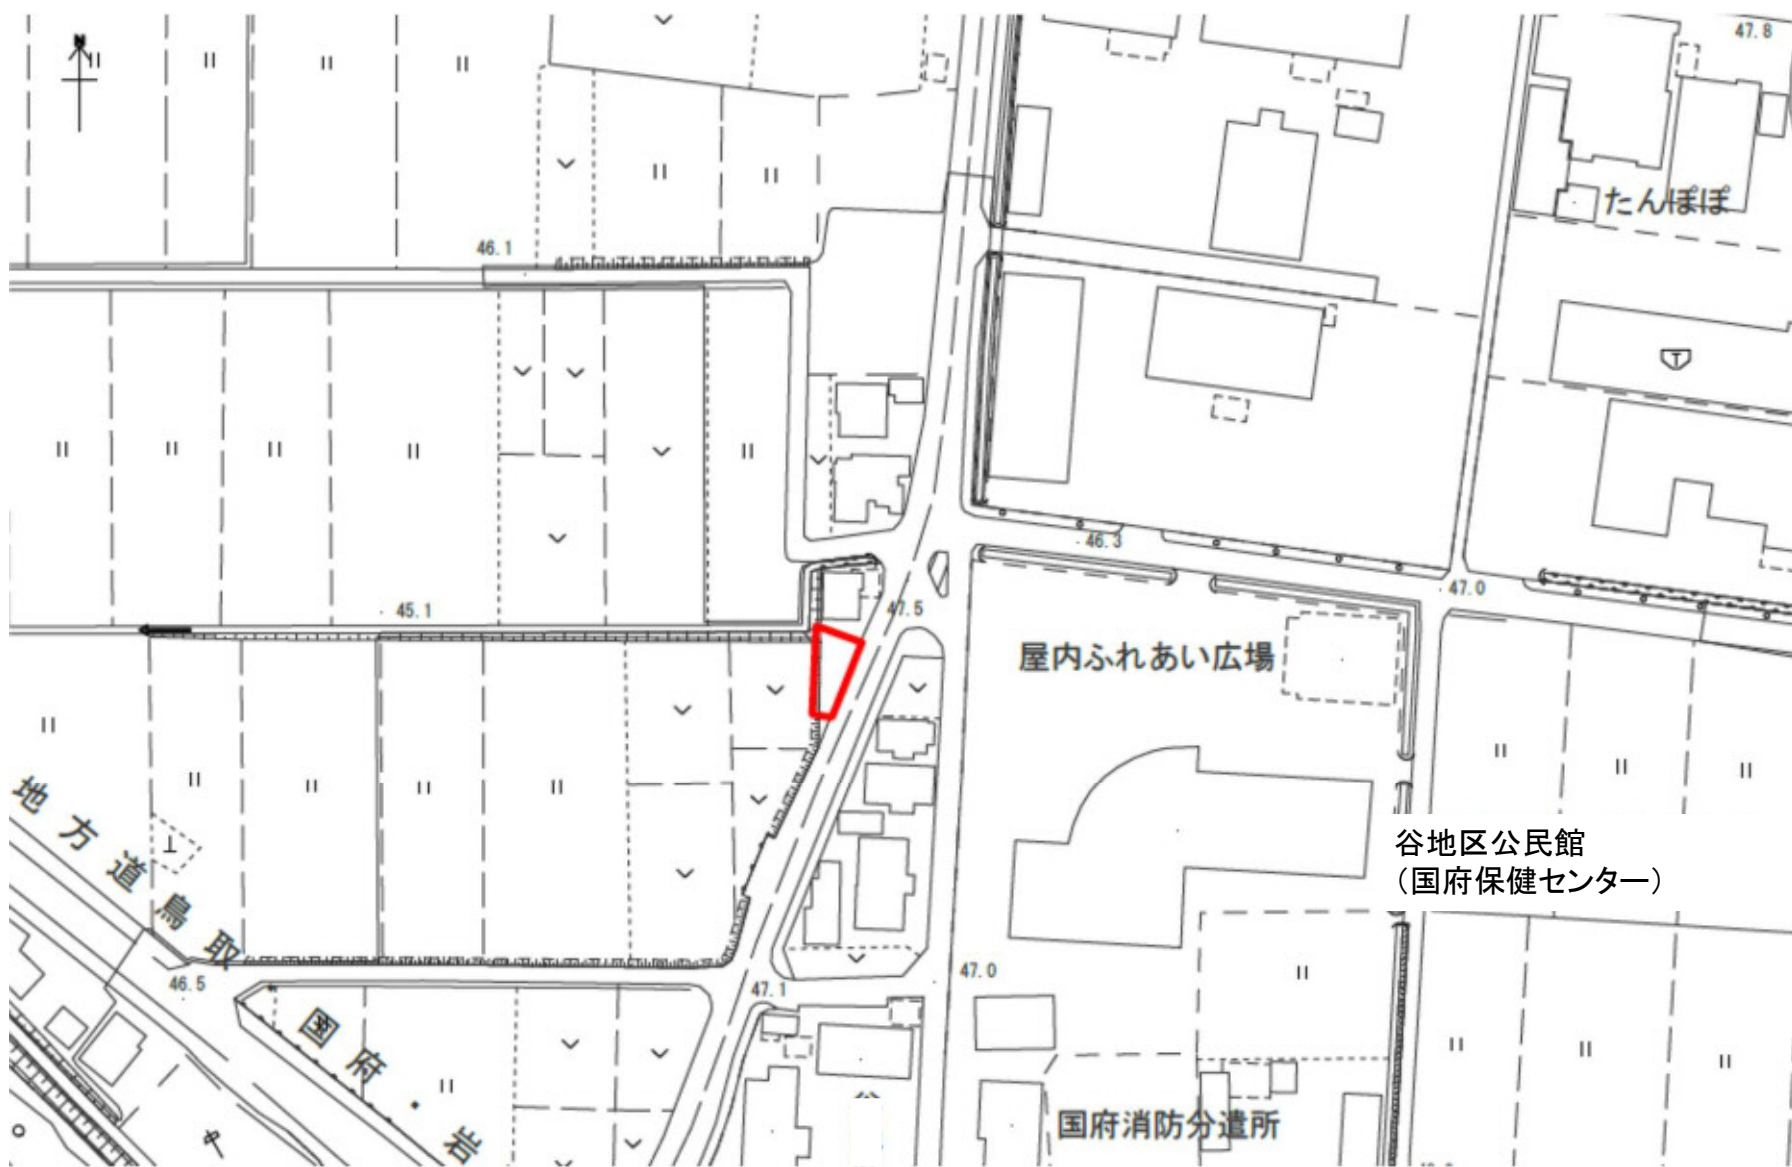 N
47.8
たんぽぽ
46.1
46.3
47.0
45.1
47.5
屋内ふれあい広場
地方道鳥取
谷地区公民館
（国府保健センター）
46.5
47.1
47.0
国府・岩
国府消防分遣所